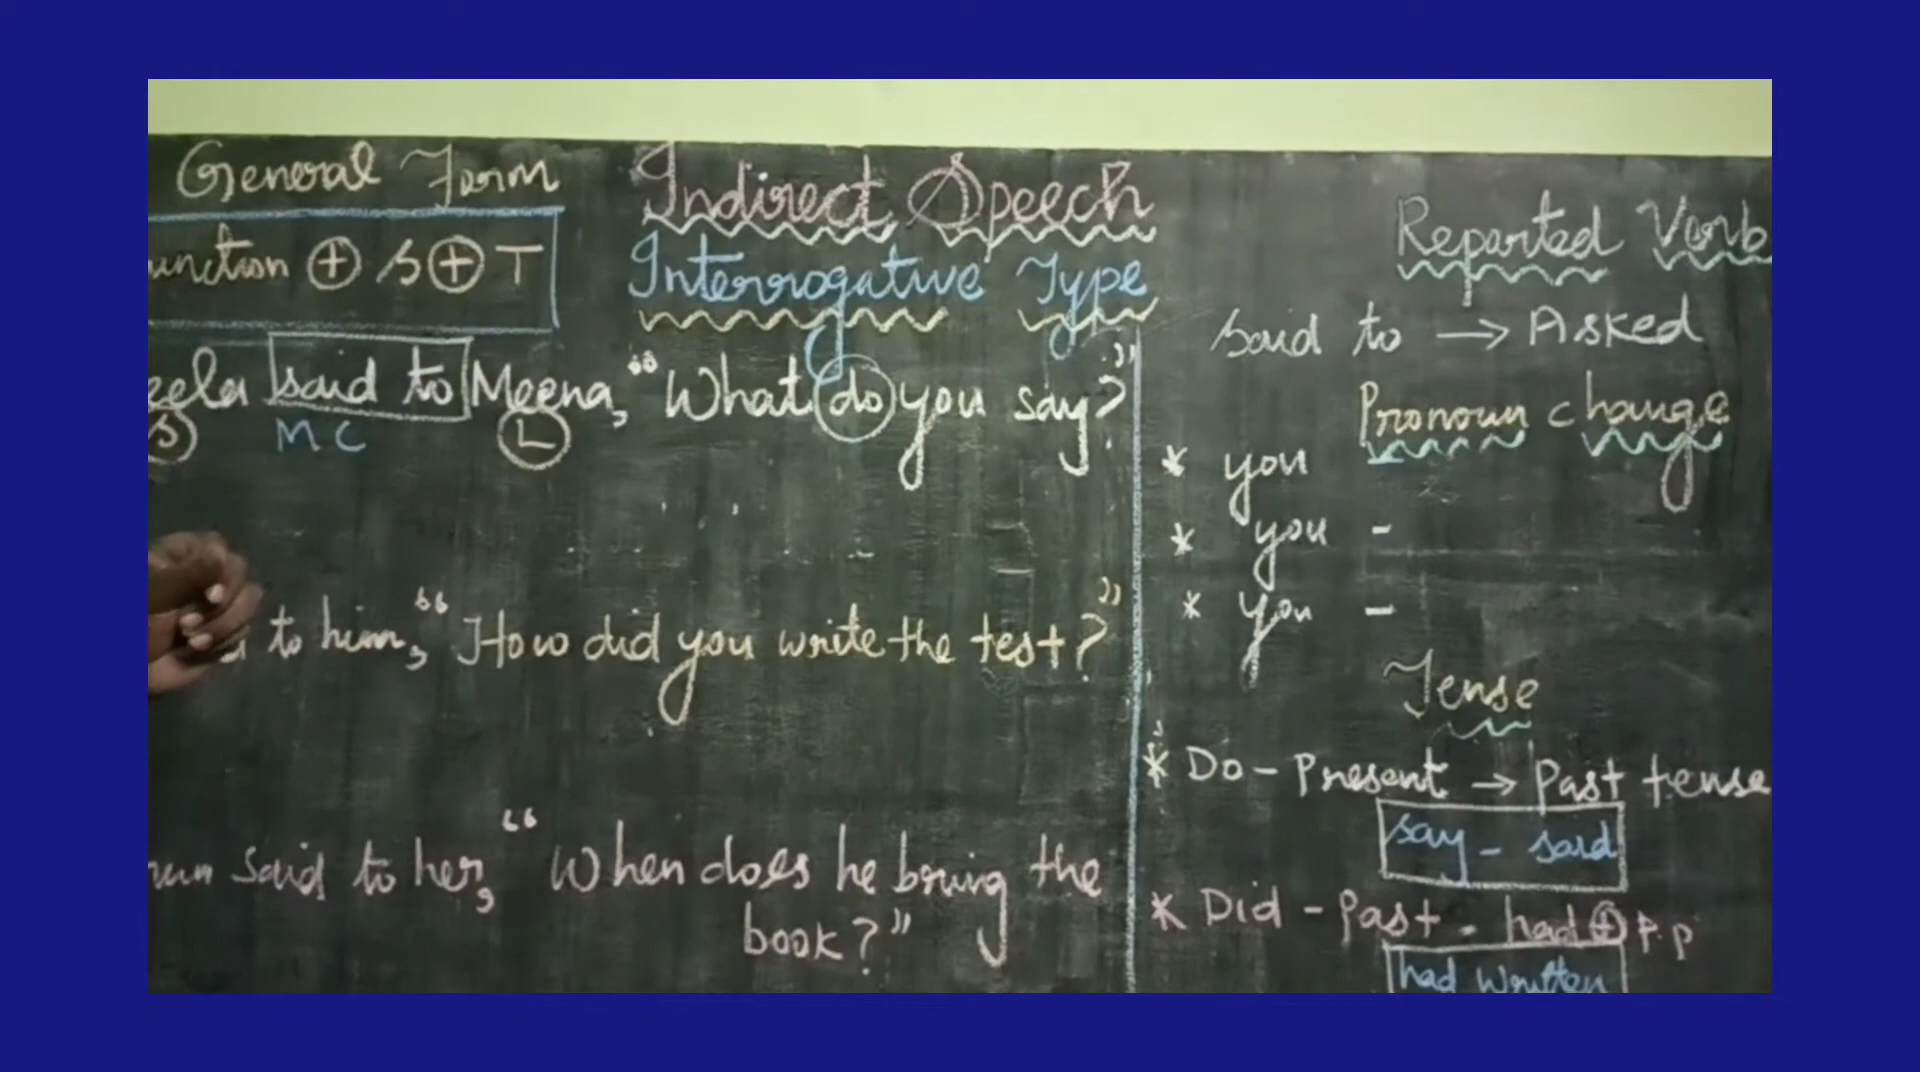 General Form
unction ⊕ S ⊕ T
Indirect Speech
Interrogative Type
eela said to Meena, "What do you say?"
S MC L
to him, "How did you write the test?"
said to her, "When does he bring the
book?"
Reported Verb
said to → Asked
Pronoun change
* you
* you -
* you -
Tense
* Do - Present → Past tense
say - said
* Did - Past - had ⊕ P.P
had written